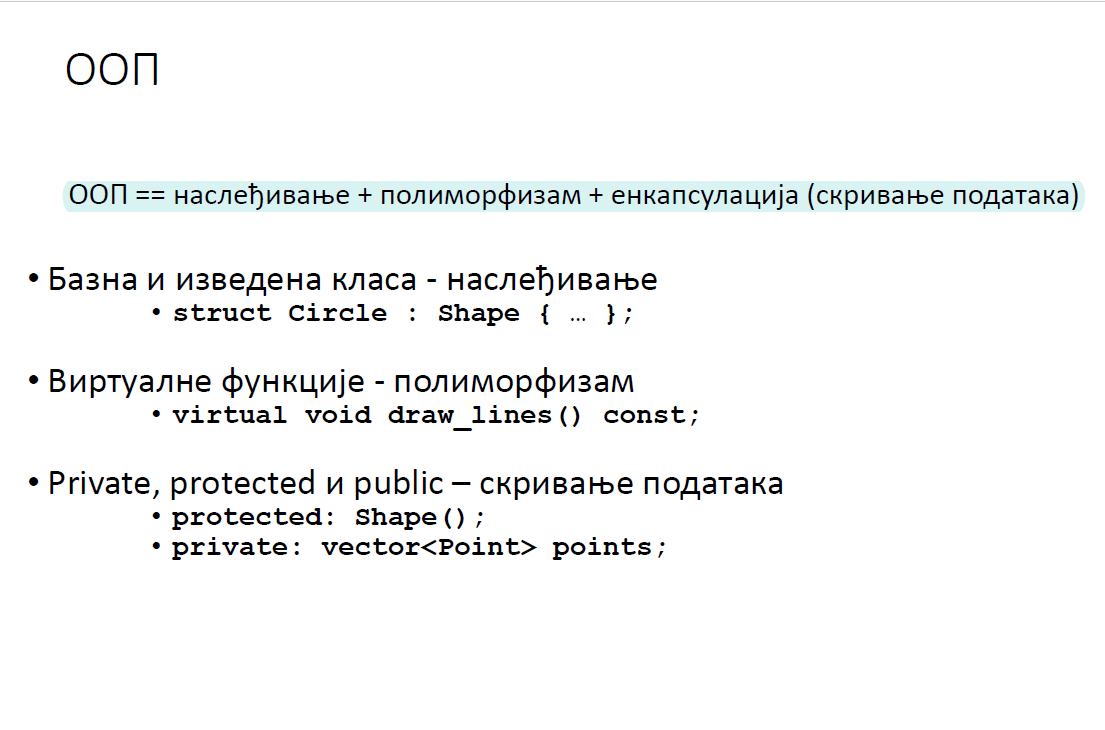 ООП
ООП == наслеђивање + полиморфизам + енкапсулација (скривање података)
• Базна и изведена класа - наслеђивање
• struct Circle : Shape { … };
• Виртуалне функције - полиморфизам
• virtual void draw_lines() const;
• Private, protected и public – скривање података
• protected: Shape();
• private: vector<Point> points;